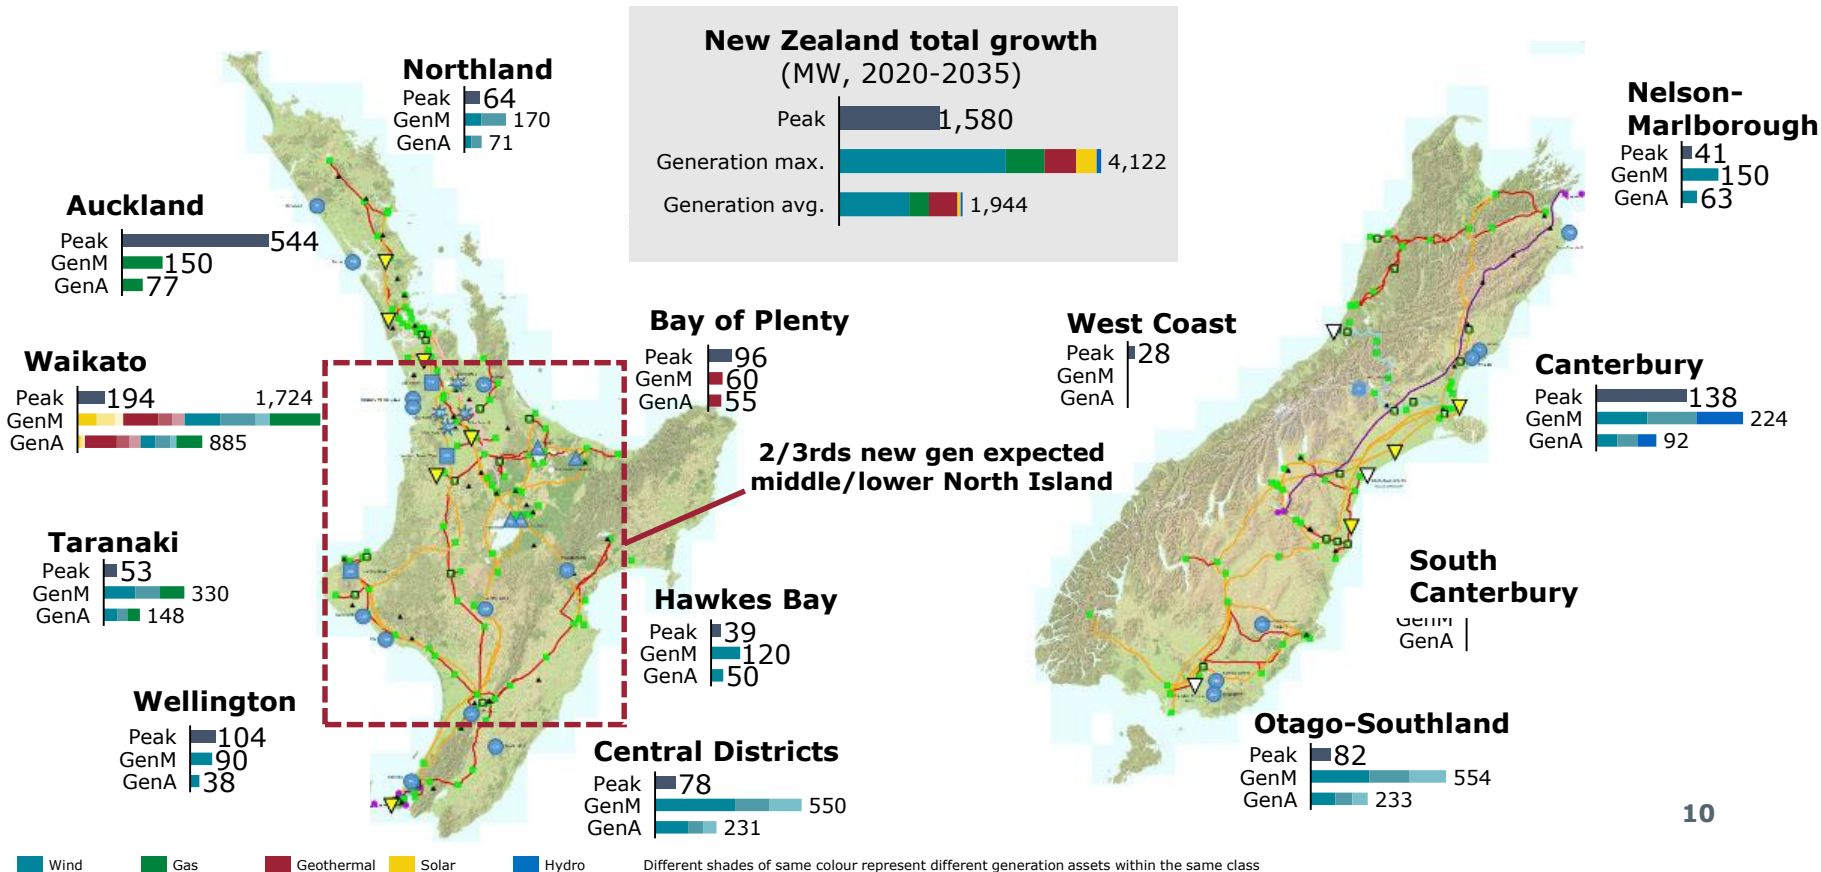 New Zealand total growth
(MW, 2020-2035)
Peak 1,580
Generation max. 4,122
Generation avg. 1,944
Northland
Peak 64
GenM 170
GenA 71
Auckland
Peak 544
GenM 150
GenA 77
Waikato
Peak 194
GenM 1,724
GenA 885
Bay of Plenty
Peak 96
GenM 60
GenA 55
2/3rds new gen expected
middle/lower North Island
Taranaki
Peak 53
GenM 330
GenA 148
Hawkes Bay
Peak 39
GenM 120
GenA 50
Wellington
Peak 104
GenM 90
GenA 38
Central Districts
Peak 78
GenM 550
GenA 231
Nelson-
Marlborough
Peak 41
GenM 150
GenA 63
West Coast
Peak 28
GenM
GenA
Canterbury
Peak 138
GenM 224
GenA 92
South
Canterbury
GenM
GenA
Otago-Southland
Peak 82
GenM 554
GenA 233
10
Wind
Gas
Geothermal
Solar
Hydro
Different shades of same colour represent different generation assets within the same class